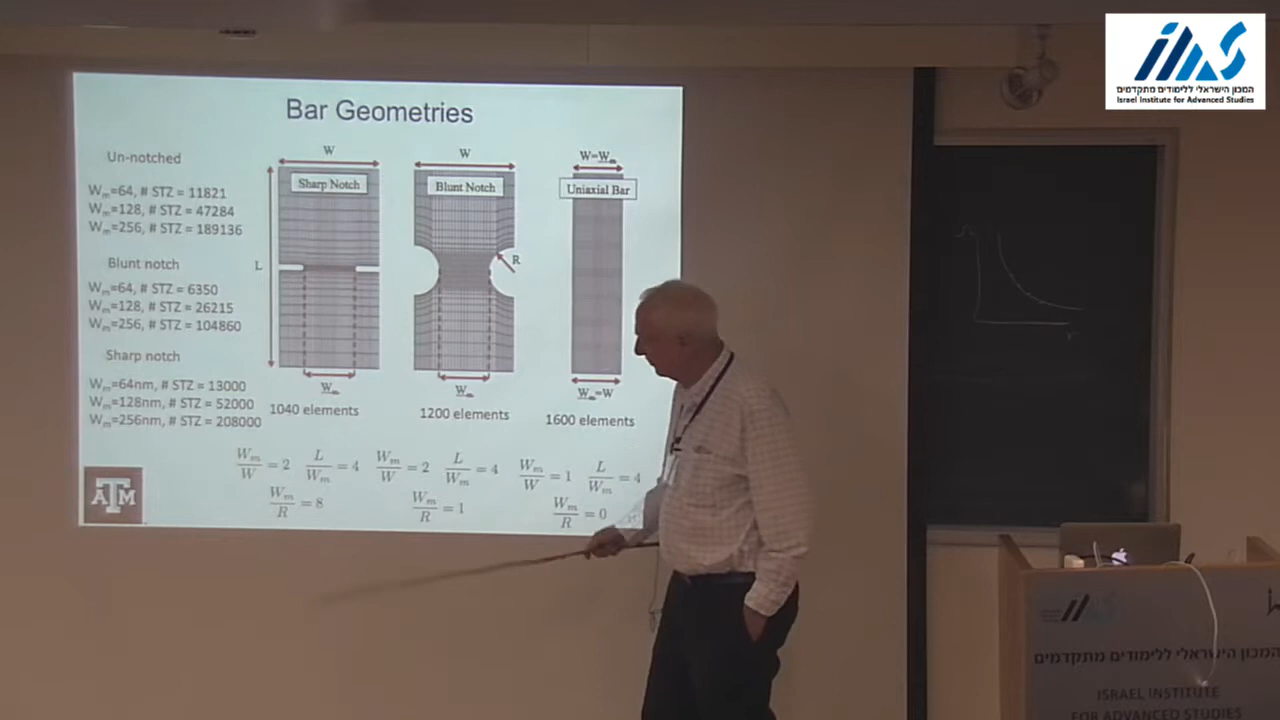 המכון הישראלי ללימודים מתקדמים
Israel Institute for Advanced Studies
Bar Geometries
Un-notched
Wm=64, # STZ = 11821
Wm=128, # STZ = 47284
Wm=256, # STZ = 189136
Blunt notch
Wm=64, # STZ = 6350
Wm=128, # STZ = 26215
Wm=256, # STZ = 104860
Sharp notch
Wm=64nm, # STZ = 13000
Wm=128nm, # STZ = 52000
Wm=256nm, # STZ = 208000
W
Sharp Notch
L
Wm
1040 elements
W
Blunt Notch
R
Wm
1200 elements
W=Wm
Uniaxial Bar
Wm=W
1600 elements
Wm/W = 2 L/Wm = 4 Wm/W = 2 L/Wm = 4 Wm/W = 1 L/Wm = 4
Wm/R = 8 Wm/R = 1 Wm/R = 0
ATM
המכון הישראלי ללימודים מתקדמים
ISRAEL INSTITUTE
FOR ADVANCED STUDIES